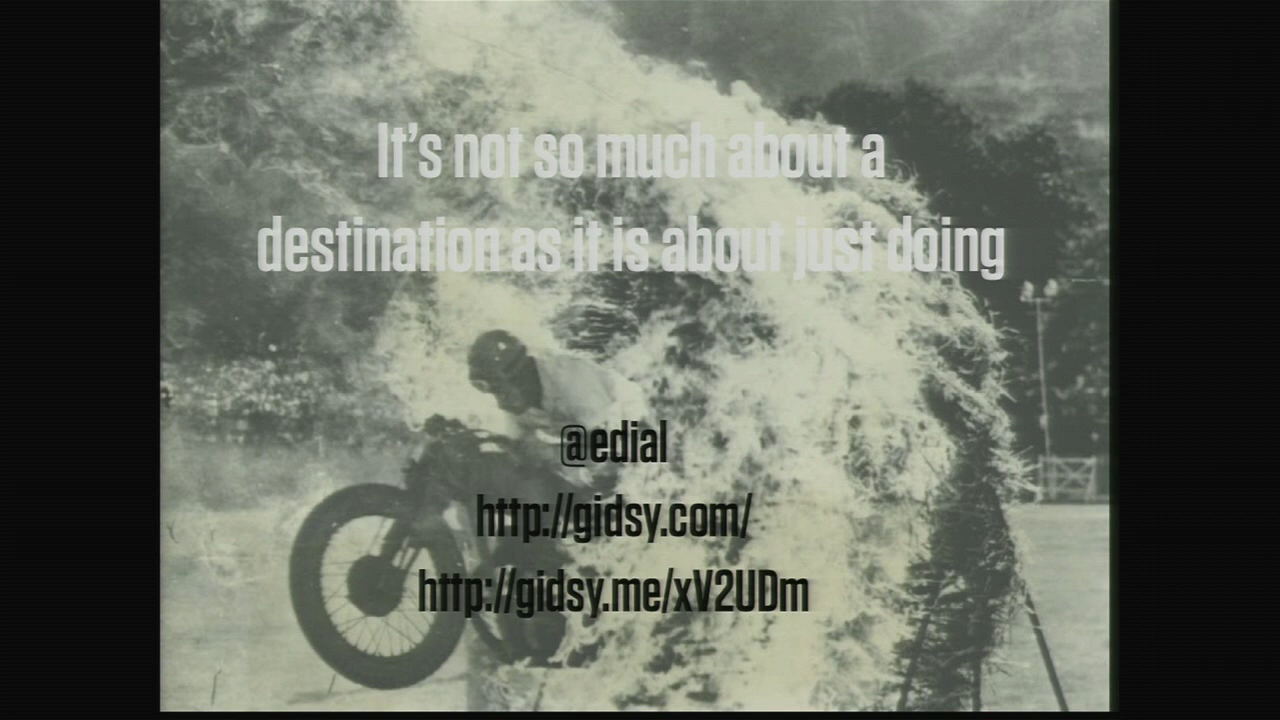 It's not so much about a
destination as it is about just doing
@edial
http://gidsy.com/
http://gidsy.me/xV2UDm